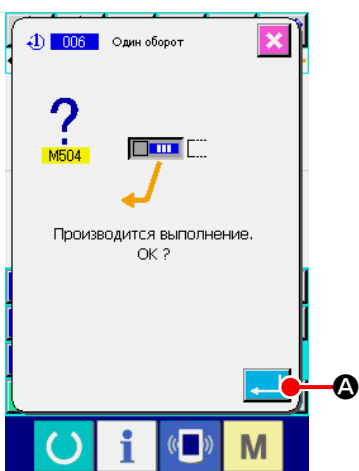 006 Один оборот
?
M504
Производится выполнение.
OK ?
A
i
M